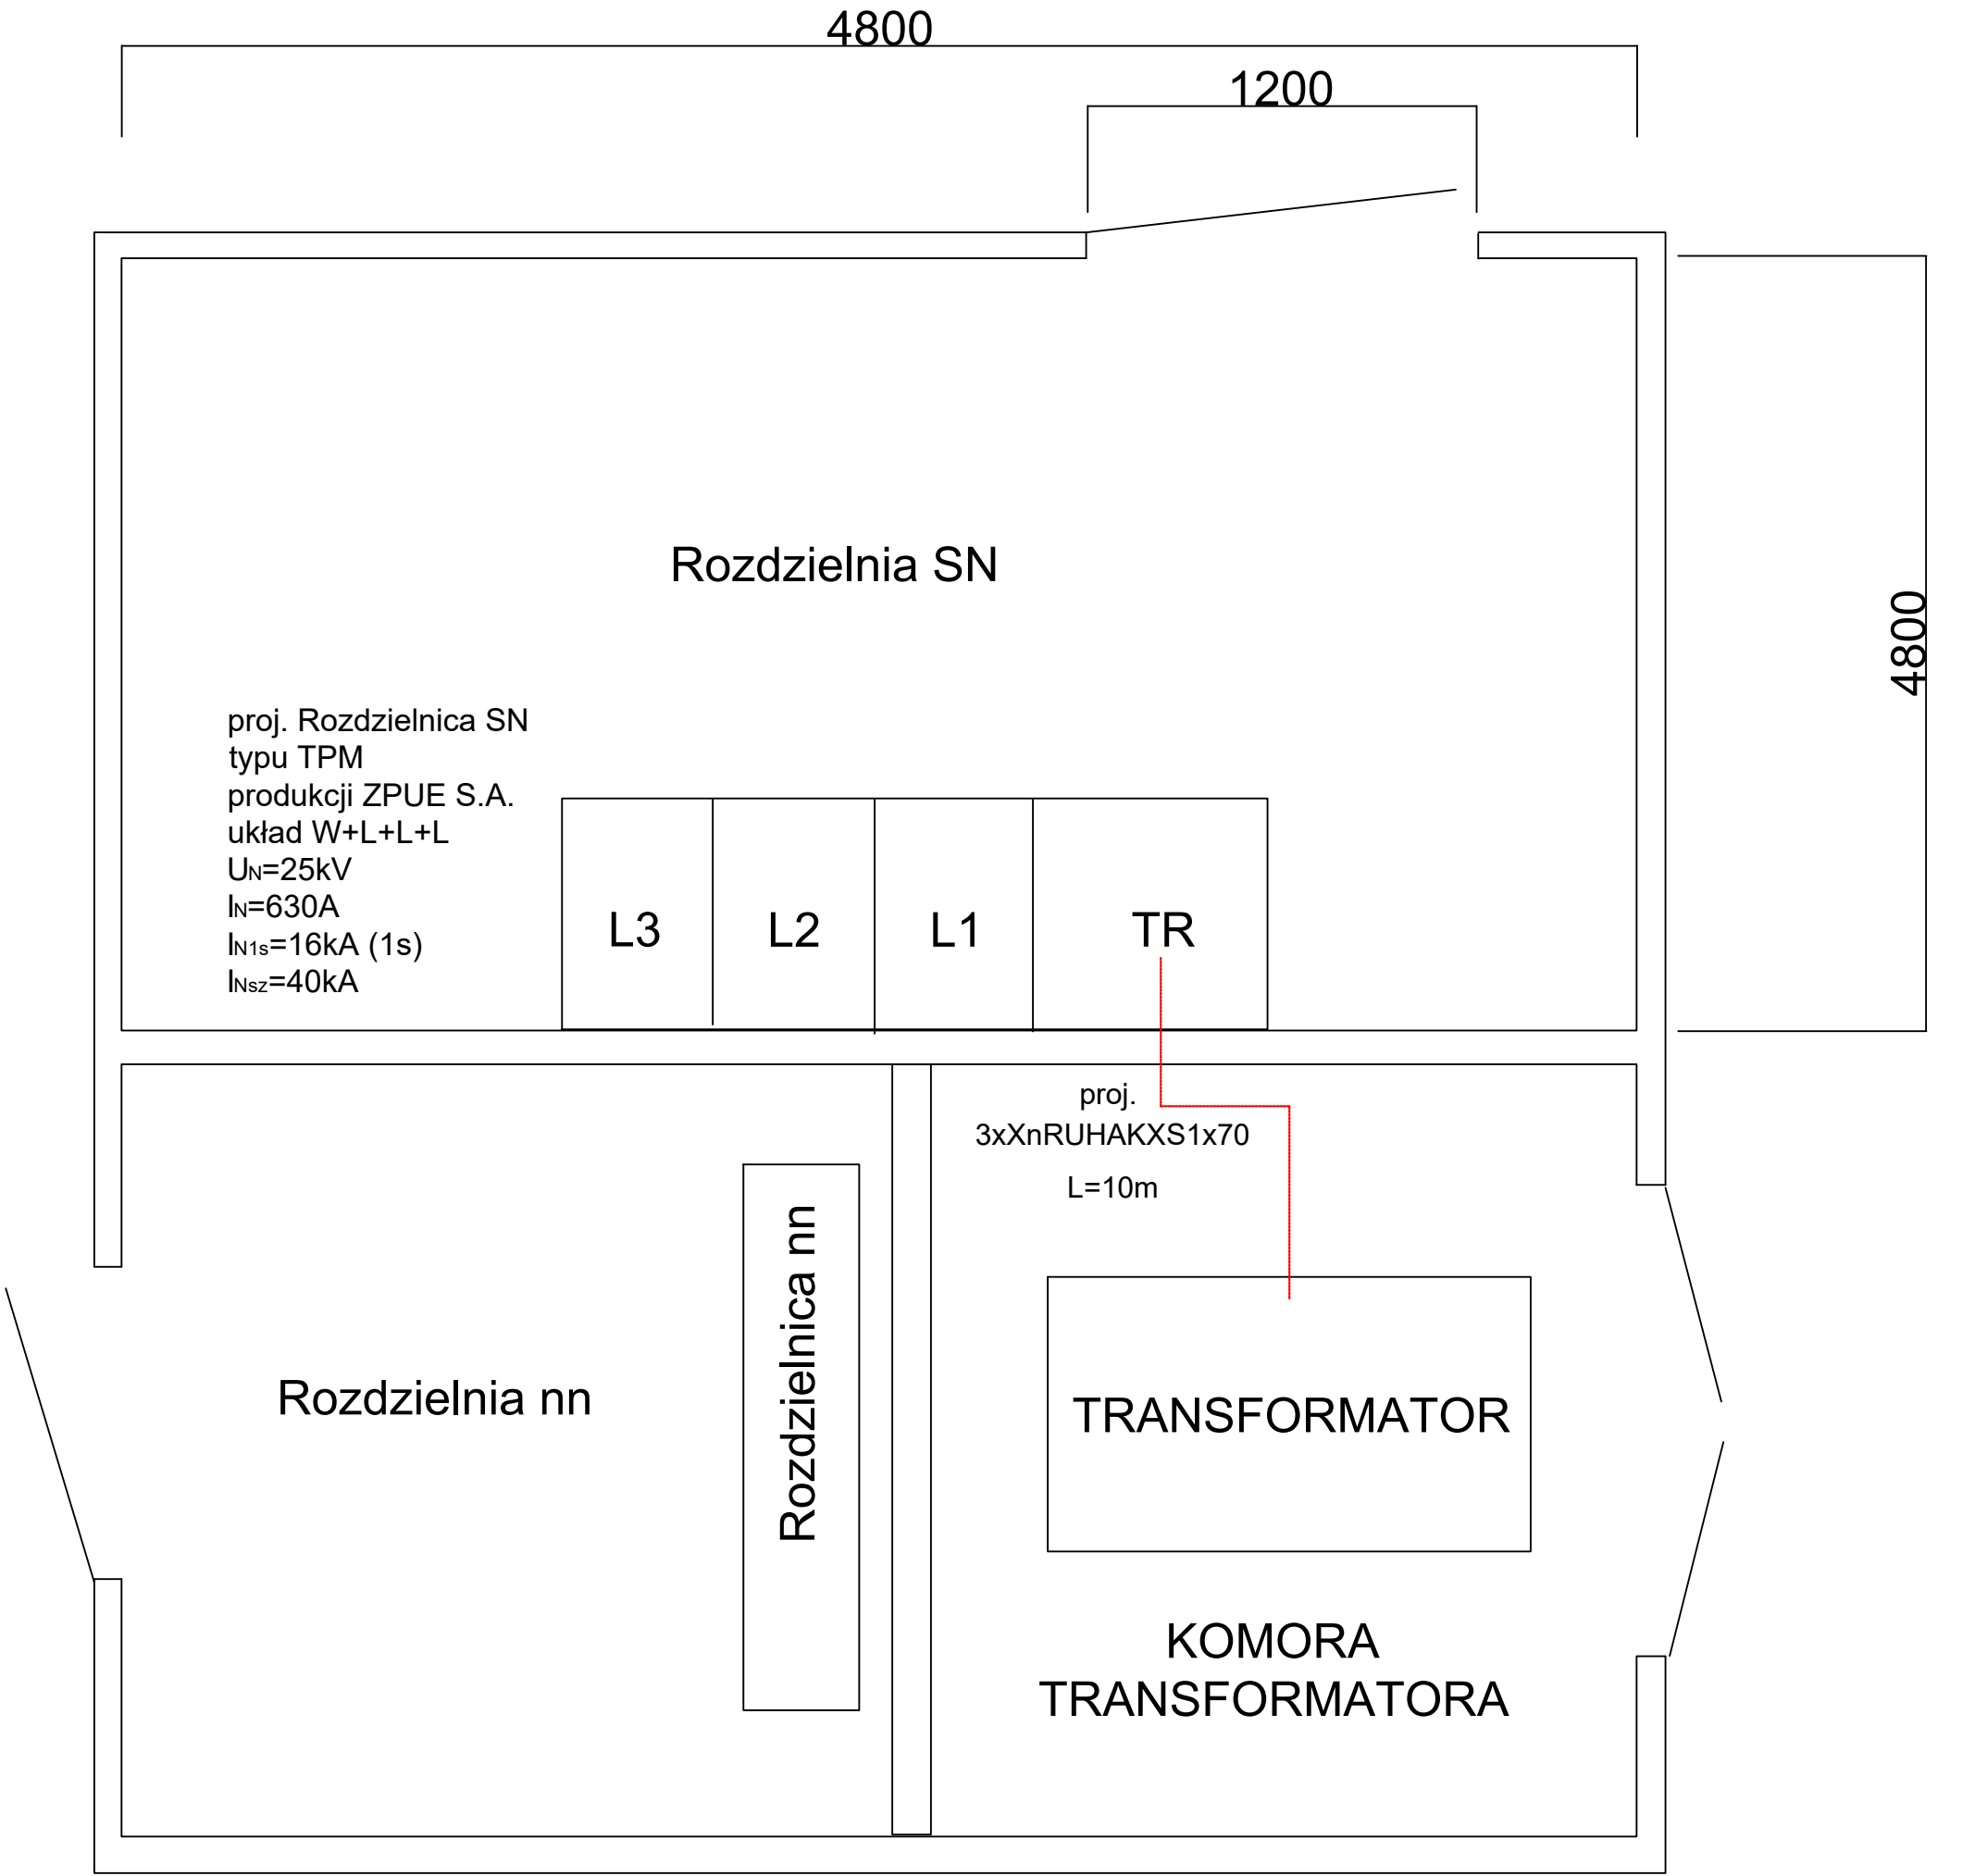 4800
1200
Rozdzielnia SN
4800
proj. Rozdzielnica SN
typu TPM
produkcji ZPUE S.A.
układ W+L+L+L
UN=25kV
IN=630A
IN1s=16kA (1s)
INsz=40kA
L3
L2
L1
TR
proj.
3xXnRUHAKXS1x70
L=10m
Rozdzielnia nn
Rozdzielnica nn
TRANSFORMATOR
KOMORA
TRANSFORMATORA